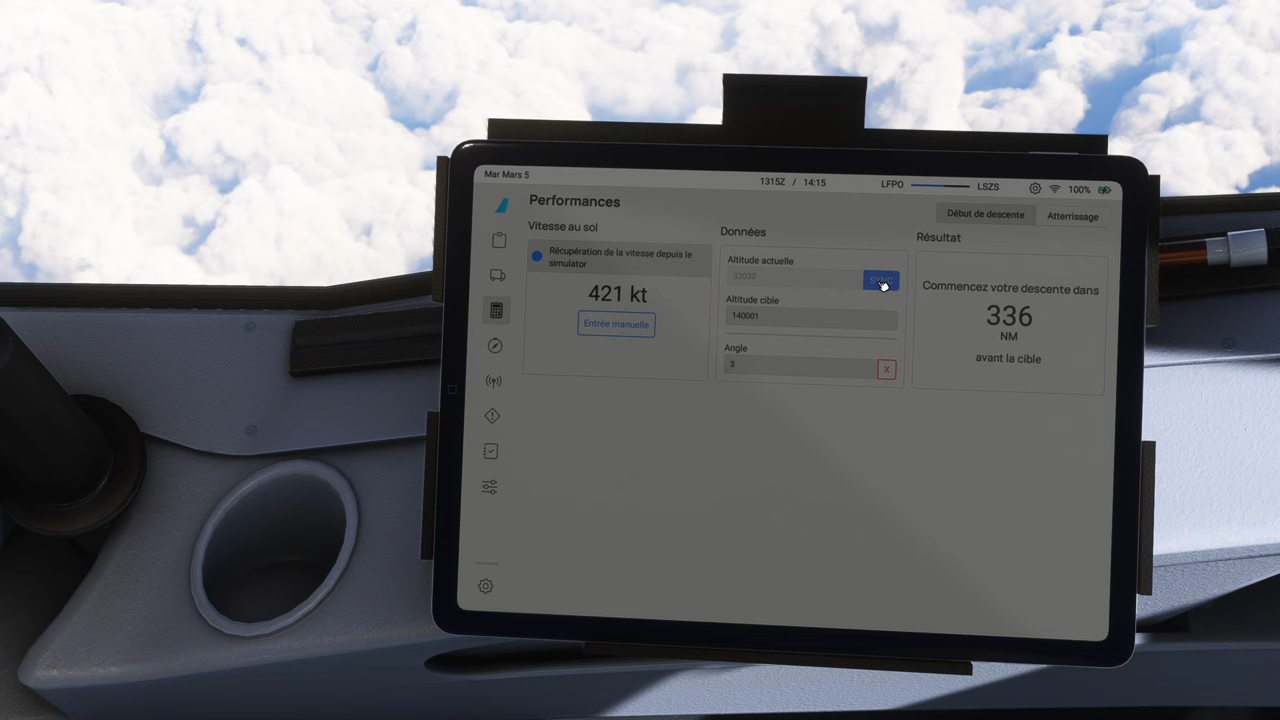 Mar Mars 5
1315Z / 14:15
LFPO
LSZS
100%
Performances
Début de descente
Atterrissage
Vitesse au sol
Récupération de la vitesse depuis le
simulator
421 kt
Entrée manuelle
Données
Altitude actuelle
33030
SYNC
Altitude cible
140001
Angle
3
X
Résultat
Commencez votre descente dans
336
NM
avant la cible